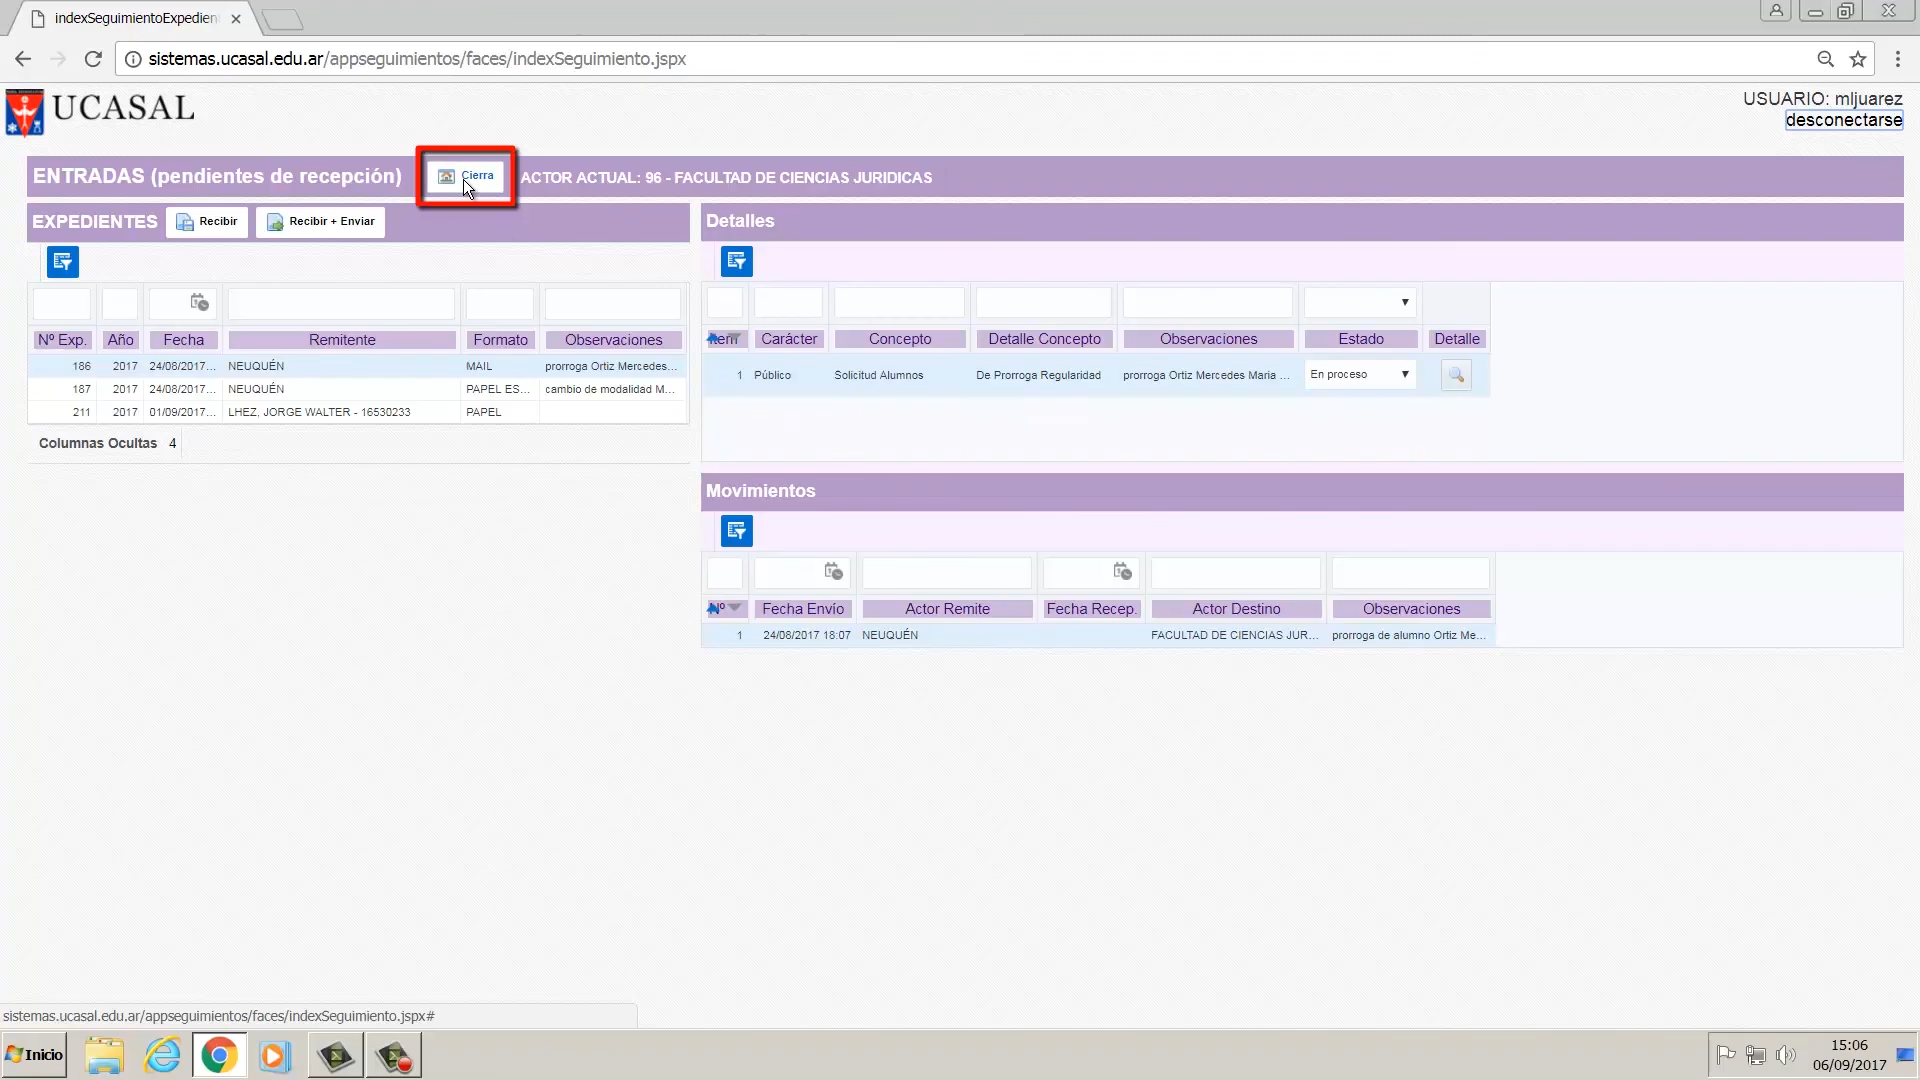 indexSeguimientoExpedien
sistemas.ucasal.edu.ar/appseguimientos/faces/indexSeguimiento.jspx
UCASAL
USUARIO: mljuarez
desconectarse
ENTRADAS (pendientes de recepción) Cierra ACTOR ACTUAL: 96 - FACULTAD DE CIENCIAS JURIDICAS
EXPEDIENTES Recibir Recibir + Enviar
Nº Exp. Año Fecha Remitente Formato Observaciones
186 2017 24/08/2017... NEUQUÉN MAIL prorroga Ortiz Mercedes...
187 2017 24/08/2017... NEUQUÉN PAPEL ES... cambio de modalidad M...
211 2017 01/09/2017... LHEZ, JORGE WALTER - 16530233 PAPEL
Columnas Ocultas 4
Detalles
Item Carácter Concepto Detalle Concepto Observaciones Estado Detalle
1 Público Solicitud Alumnos De Prorroga Regularidad prorroga Ortiz Mercedes Maria ... En proceso
Movimientos
Nº Fecha Envío Actor Remite Fecha Recep. Actor Destino Observaciones
1 24/08/2017 18:07 NEUQUÉN FACULTAD DE CIENCIAS JUR... prorroga de alumno Ortiz Me...
sistemas.ucasal.edu.ar/appseguimientos/faces/indexSeguimiento.jspx#
Inicio
15:06
06/09/2017